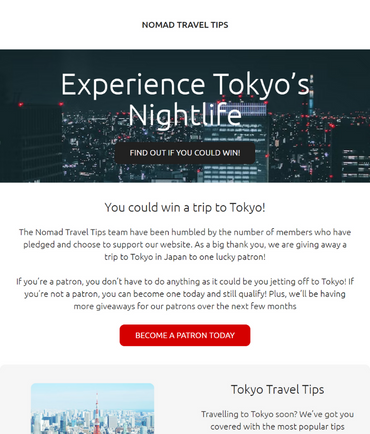 NOMAD TRAVEL TIPS
Experience Tokyo's
Nightlife
FIND OUT IF YOU COULD WIN!
You could win a trip to Tokyo!
The Nomad Travel Tips team have been humbled by the number of members who have
pledged and choose to support our website. As a big thank you, we are giving away a
trip to Tokyo in Japan to one lucky patron!
If you're a patron, you don't have to do anything as it could be you jetting off to Tokyo! If
you're not a patron, you can become one today and still qualify! Plus, we'll be having
more giveaways for our patrons over the next few months
BECOME A PATRON TODAY
Tokyo Travel Tips
Travelling to Tokyo soon? We've got you
covered with the most popular tips